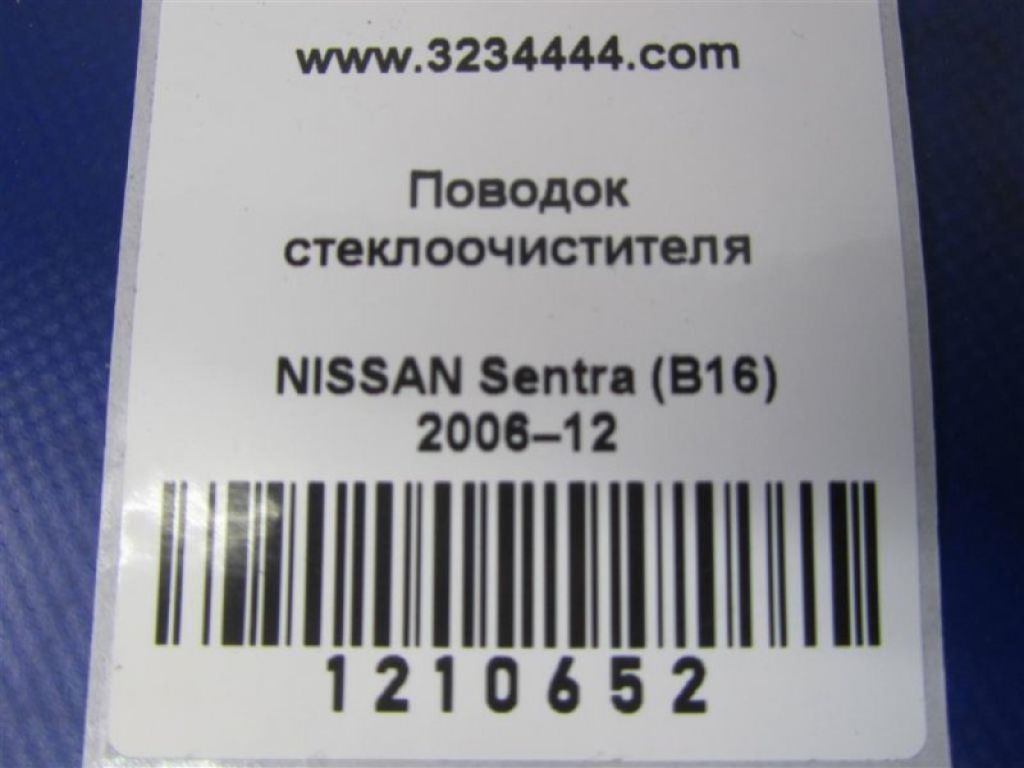 www.3234444.com
Поводок
стеклоочистителя
NISSAN Sentra (B16)
2006–12
1210652